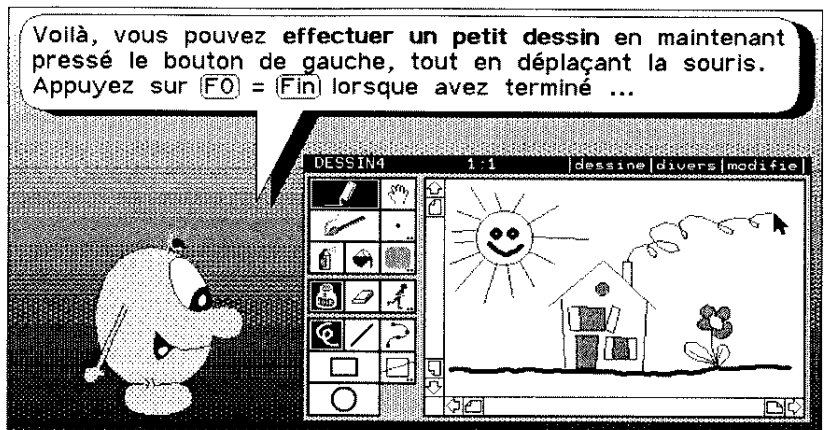 Voilà, vous pouvez effectuer un petit dessin en maintenant
pressé le bouton de gauche, tout en déplaçant la souris.
Appuyez sur F0 = Fin lorsque avez terminé ...
DESSIN4 1:1 dessine divers modifie